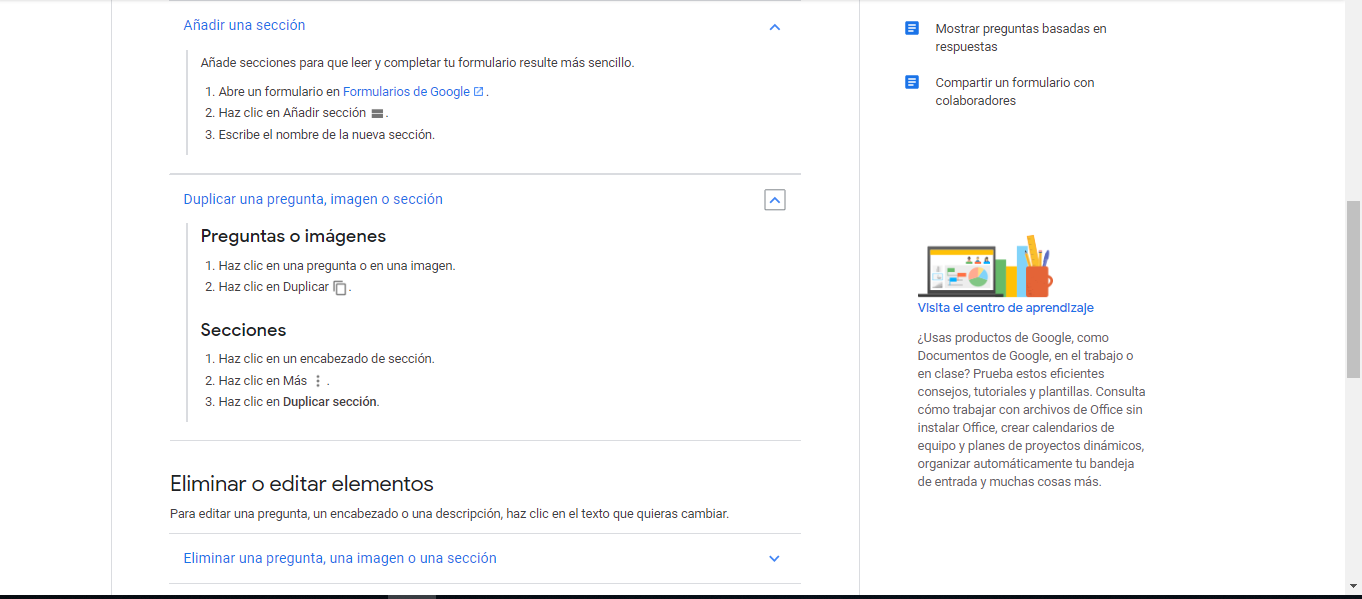 Añadir una sección
Añade secciones para que leer y completar tu formulario resulte más sencillo.
1. Abre un formulario en Formularios de Google .
2. Haz clic en Añadir sección .
3. Escribe el nombre de la nueva sección.
Duplicar una pregunta, imagen o sección
Preguntas o imágenes
1. Haz clic en una pregunta o en una imagen.
2. Haz clic en Duplicar .
Secciones
1. Haz clic en un encabezado de sección.
2. Haz clic en Más .
3. Haz clic en Duplicar sección.
Eliminar o editar elementos
Para editar una pregunta, un encabezado o una descripción, haz clic en el texto que quieras cambiar.
Eliminar una pregunta, una imagen o una sección
Mostrar preguntas basadas en
respuestas
Compartir un formulario con
colaboradores
Visita el centro de aprendizaje
¿Usas productos de Google, como
Documentos de Google, en el trabajo o
en clase? Prueba estos eficientes
consejos, tutoriales y plantillas. Consulta
cómo trabajar con archivos de Office sin
instalar Office, crear calendarios de
equipo y planes de proyectos dinámicos,
organizar automáticamente tu bandeja
de entrada y muchas cosas más.